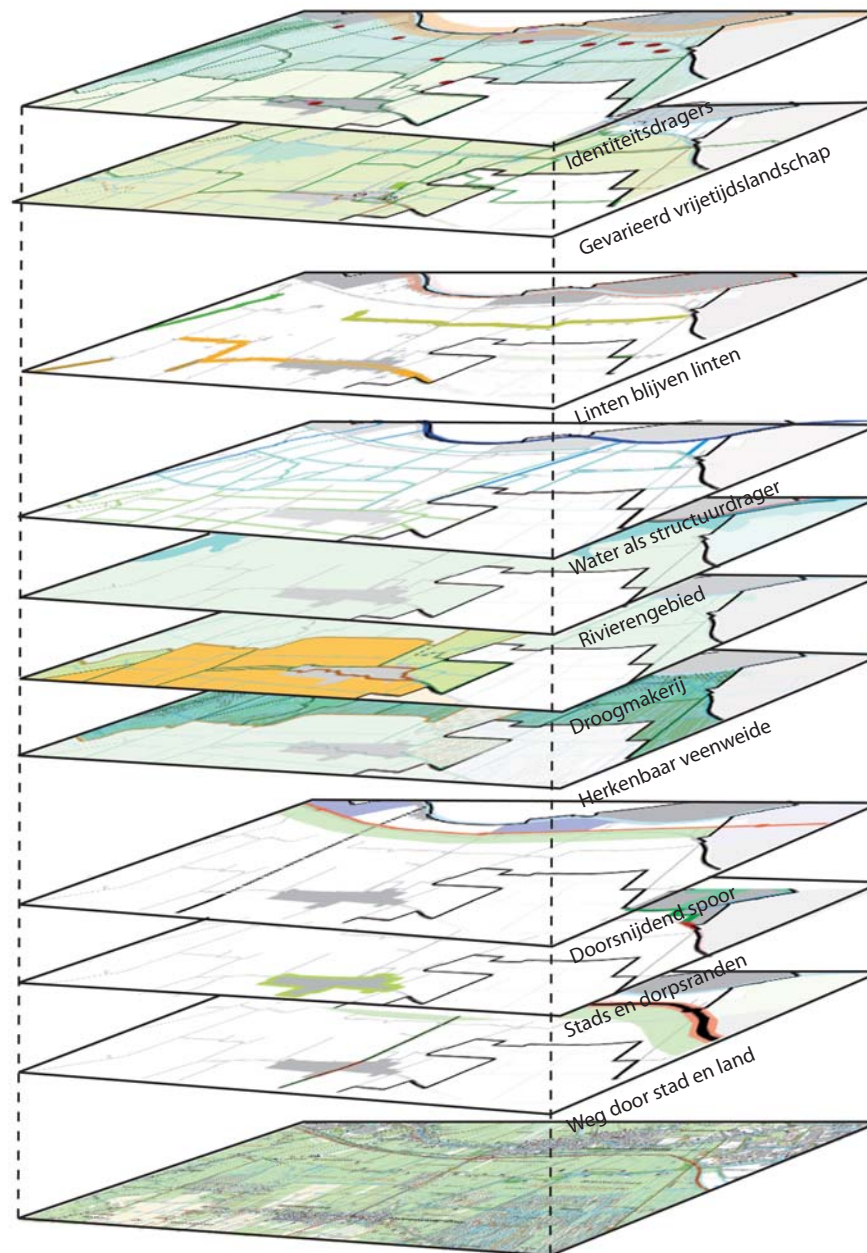 Identiteitsdragers
Gevarieerd vrijetijdslandschap
Linten blijven linten
Water als structuurdrager
Rivierengebied
Droogmakerij
Herkenbaar veenweide
Doorsnijdend spoor
Stads en dorpsranden
Weg door stad en land